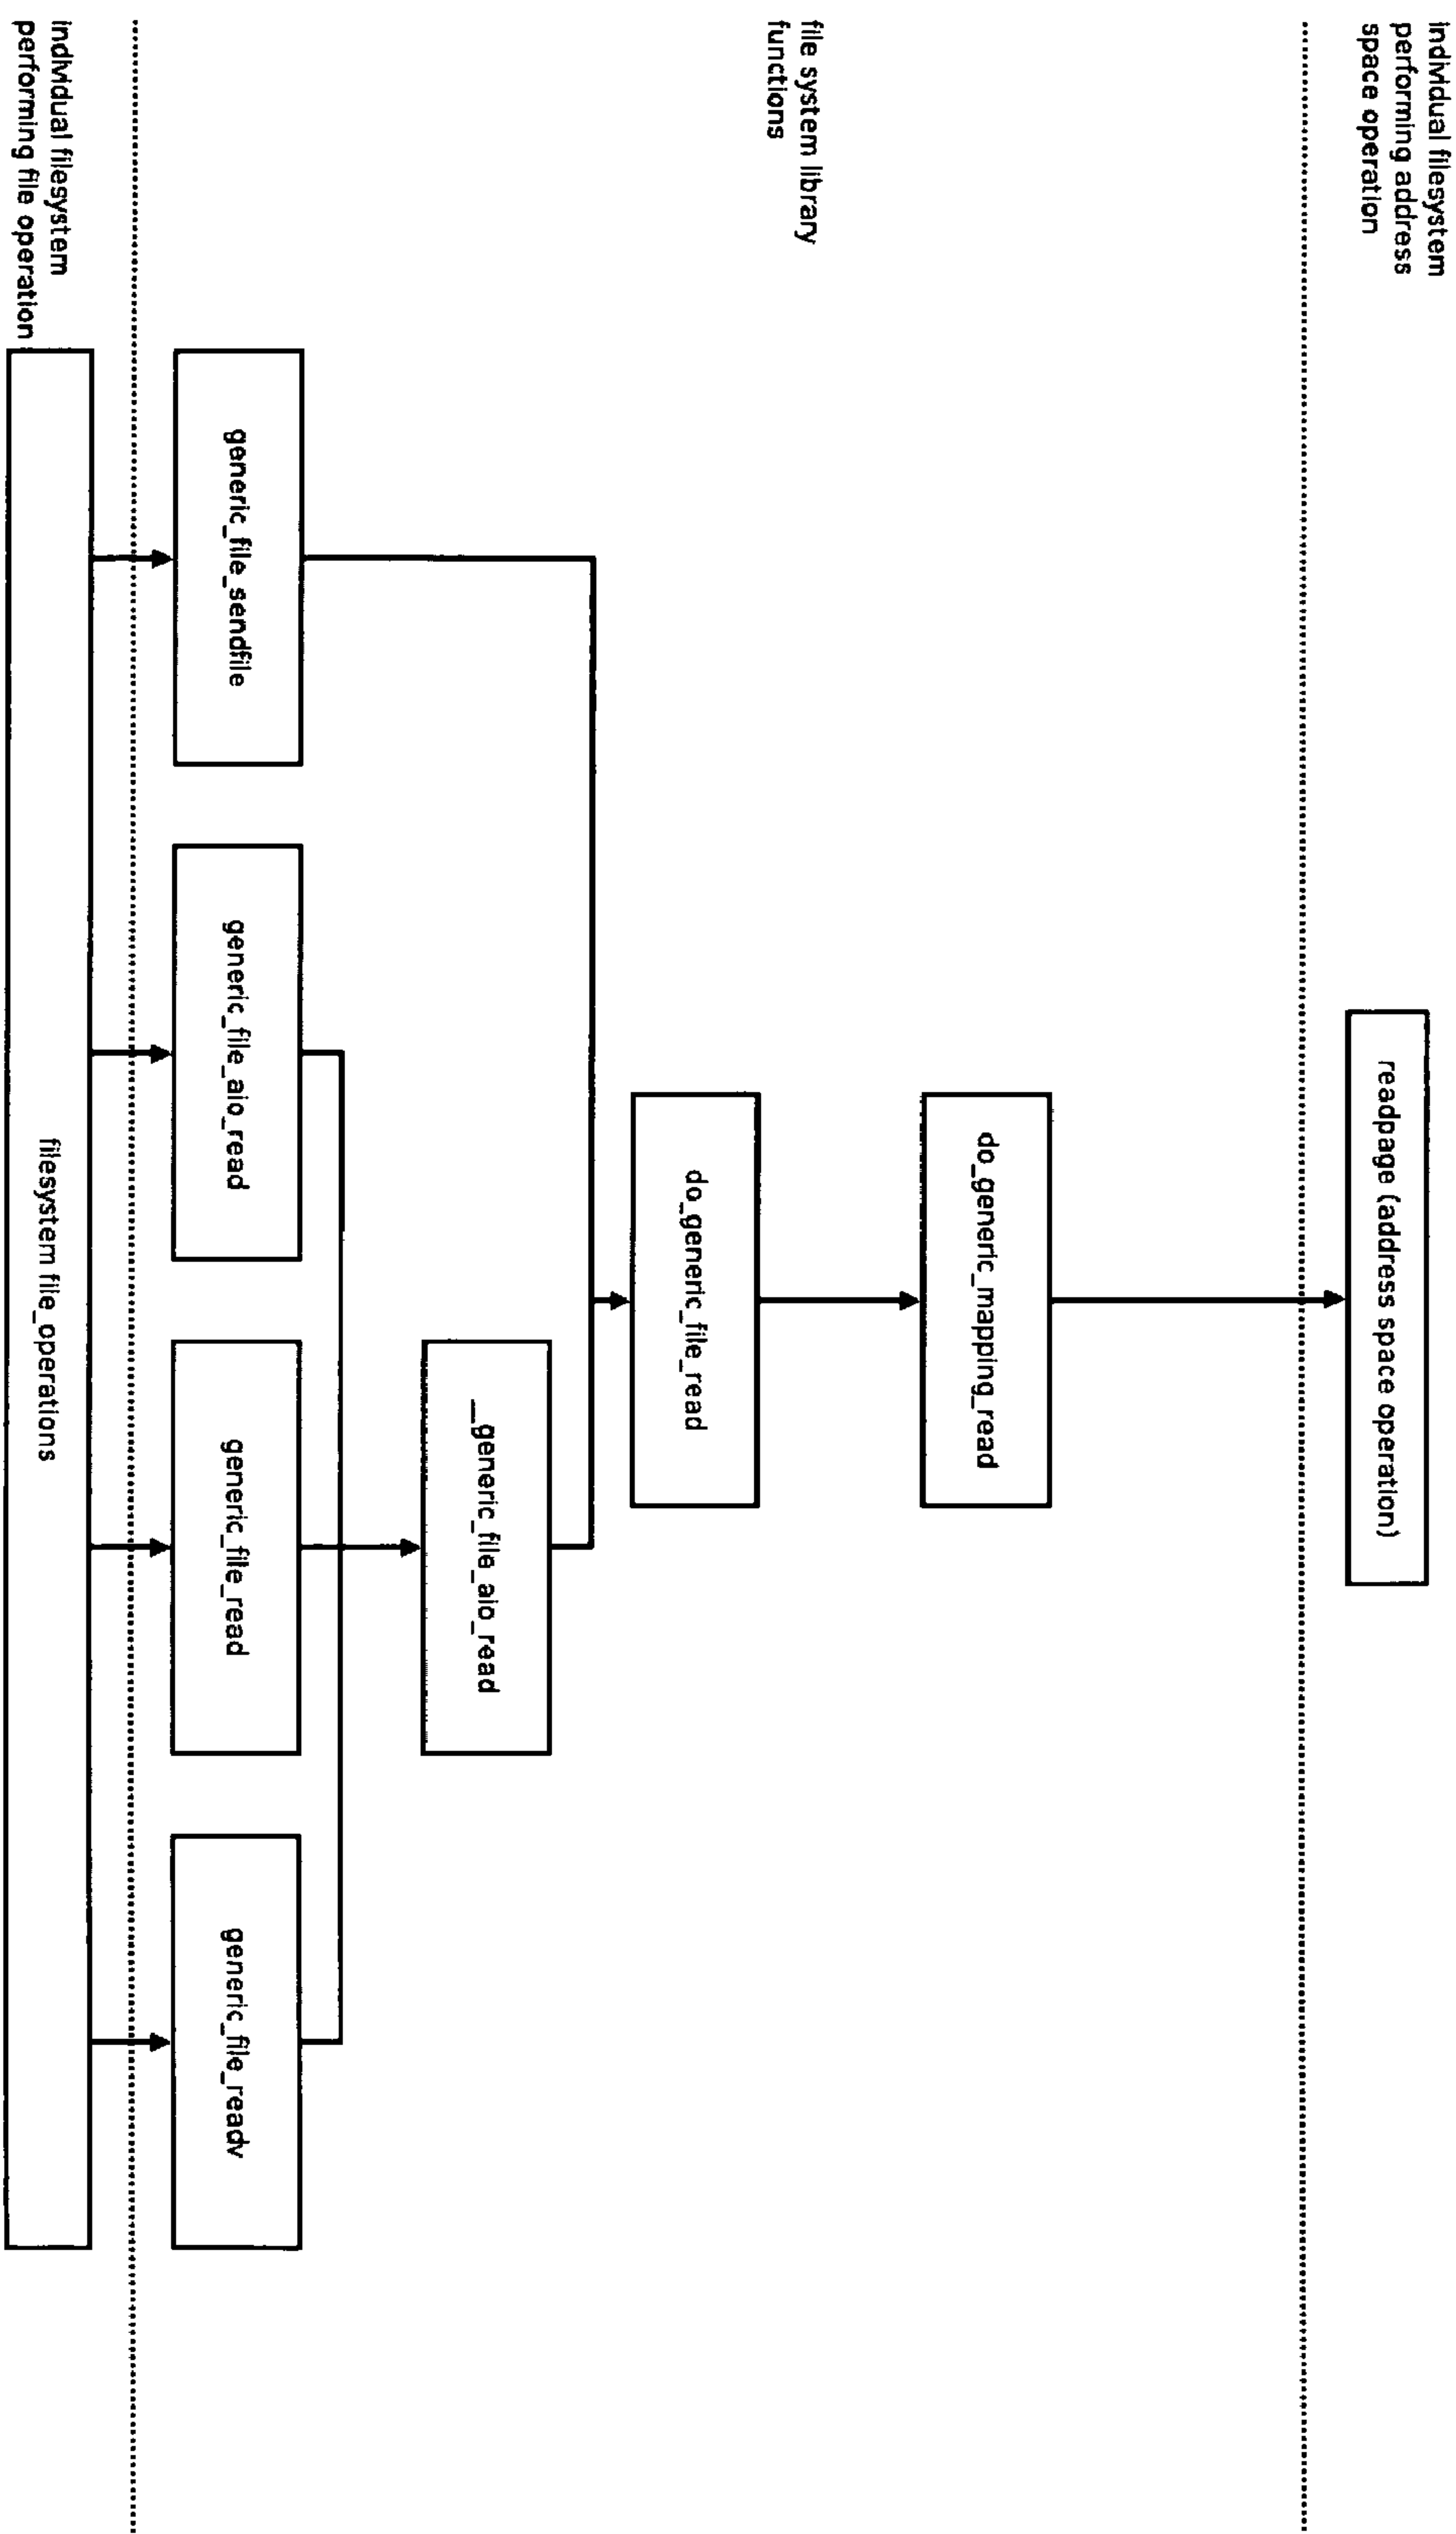 individual filesystem
performing address
space operation
readpage (address space operation)
do_generic_mapping_read
file system library
functions
do_generic_file_read
__generic_file_aio_read
generic_file_sendfile
generic_file_aio_read
generic_file_read
generic_file_readv
individual filesystem
performing file operation
filesystem file_operations